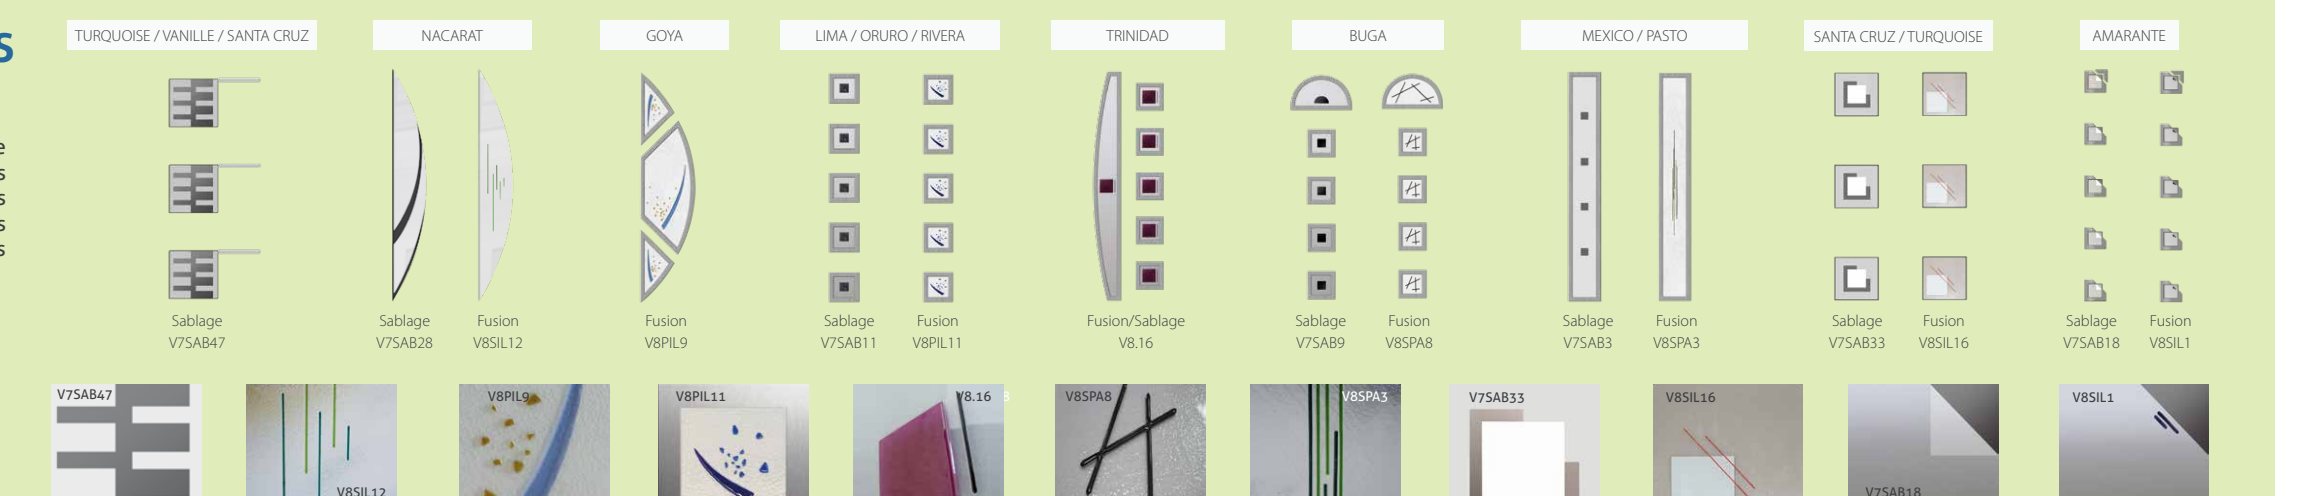 S
TURQUOISE / VANILLE / SANTA CRUZ
NACARAT
GOYA
LIMA / ORURO / RIVERA
TRINIDAD
BUGA
MEXICO / PASTO
SANTA CRUZ / TURQUOISE
AMARANTE
e
s
s
s
s
Sablage
V7SAB47
Sablage
V7SAB28
Fusion
V8SIL12
Fusion
V8PIL9
Sablage
V7SAB11
Fusion
V8PIL11
Fusion/Sablage
V8.16
Sablage
V7SAB9
Fusion
V8SPA8
Sablage
V7SAB3
Fusion
V8SPA3
Sablage
V7SAB33
Fusion
V8SIL16
Sablage
V7SAB18
Fusion
V8SIL1
V7SAB47
V8SIL12
V8PIL9
V8PIL11
V8.16
V8SPA8
V8SPA3
V7SAB33
V8SIL16
V7SAB18
V8SIL1